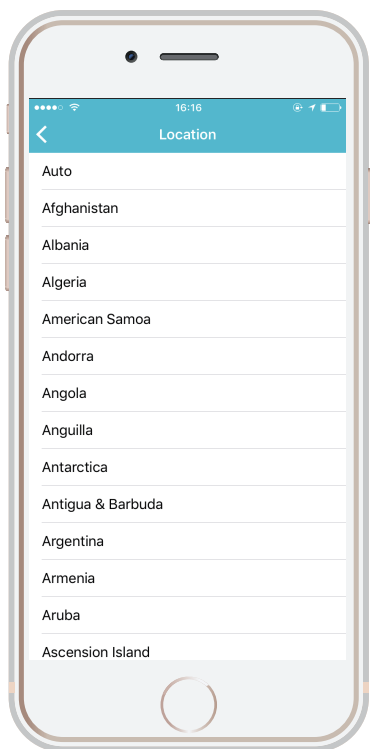 16:16
Location
Auto
Afghanistan
Albania
Algeria
American Samoa
Andorra
Angola
Anguilla
Antarctica
Antigua & Barbuda
Argentina
Armenia
Aruba
Ascension Island